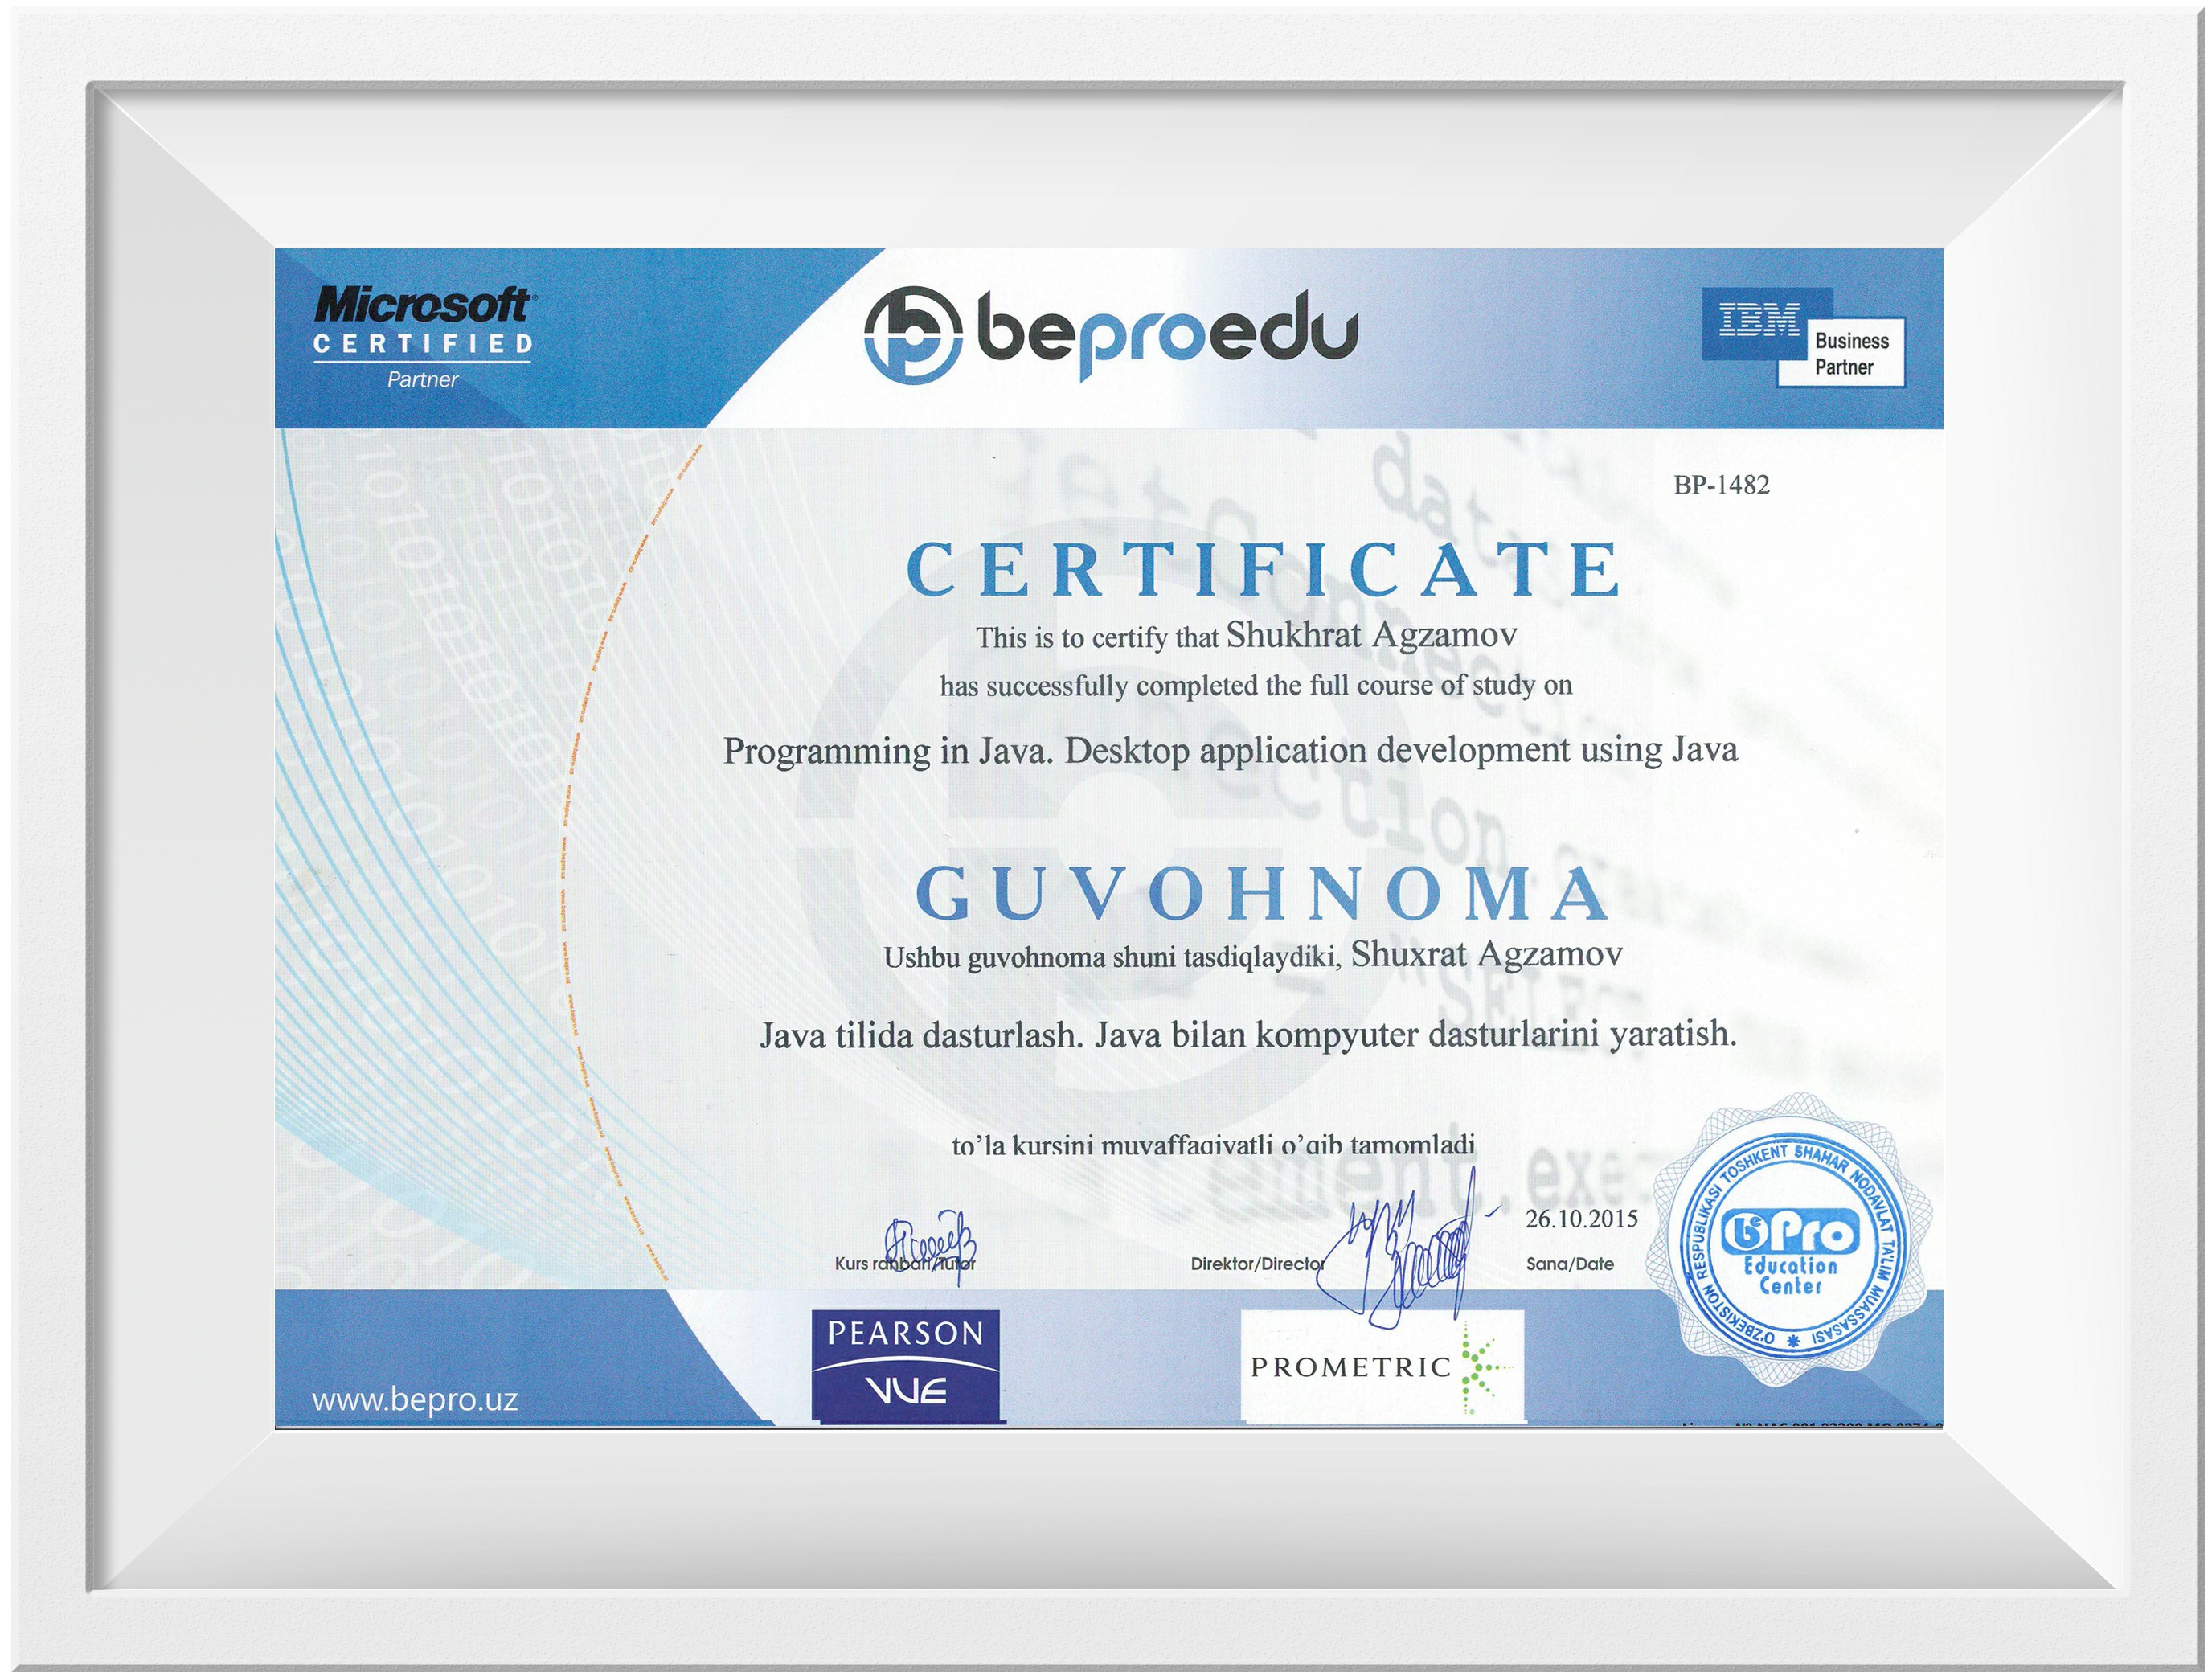 Microsoft
CERTIFIED
Partner
beproedu
IBM
Business
Partner
BP-1482
CERTIFICATE
This is to certify that Shukhrat Agzamov
has successfully completed the full course of study on
Programming in Java. Desktop application development using Java
GUVOHNOMA
Ushbu guvohnoma shuni tasdiqlaydiki, Shuxrat Agzamov
Java tilida dasturlash. Java bilan kompyuter dasturlarini yaratish.
to'la kursini muvaffaqiyatli o'qib tamomladi
26.10.2015
Kurs rahbari/Tutor
Direktor/Director
Sana/Date
O'ZBEKISTON RESPUBLIKASI TOSHKENT SHAHAR NODAVLAT TA'LIM MUASSASASI
bePro
Education
Center
PEARSON
VUE
PROMETRIC
www.bepro.uz